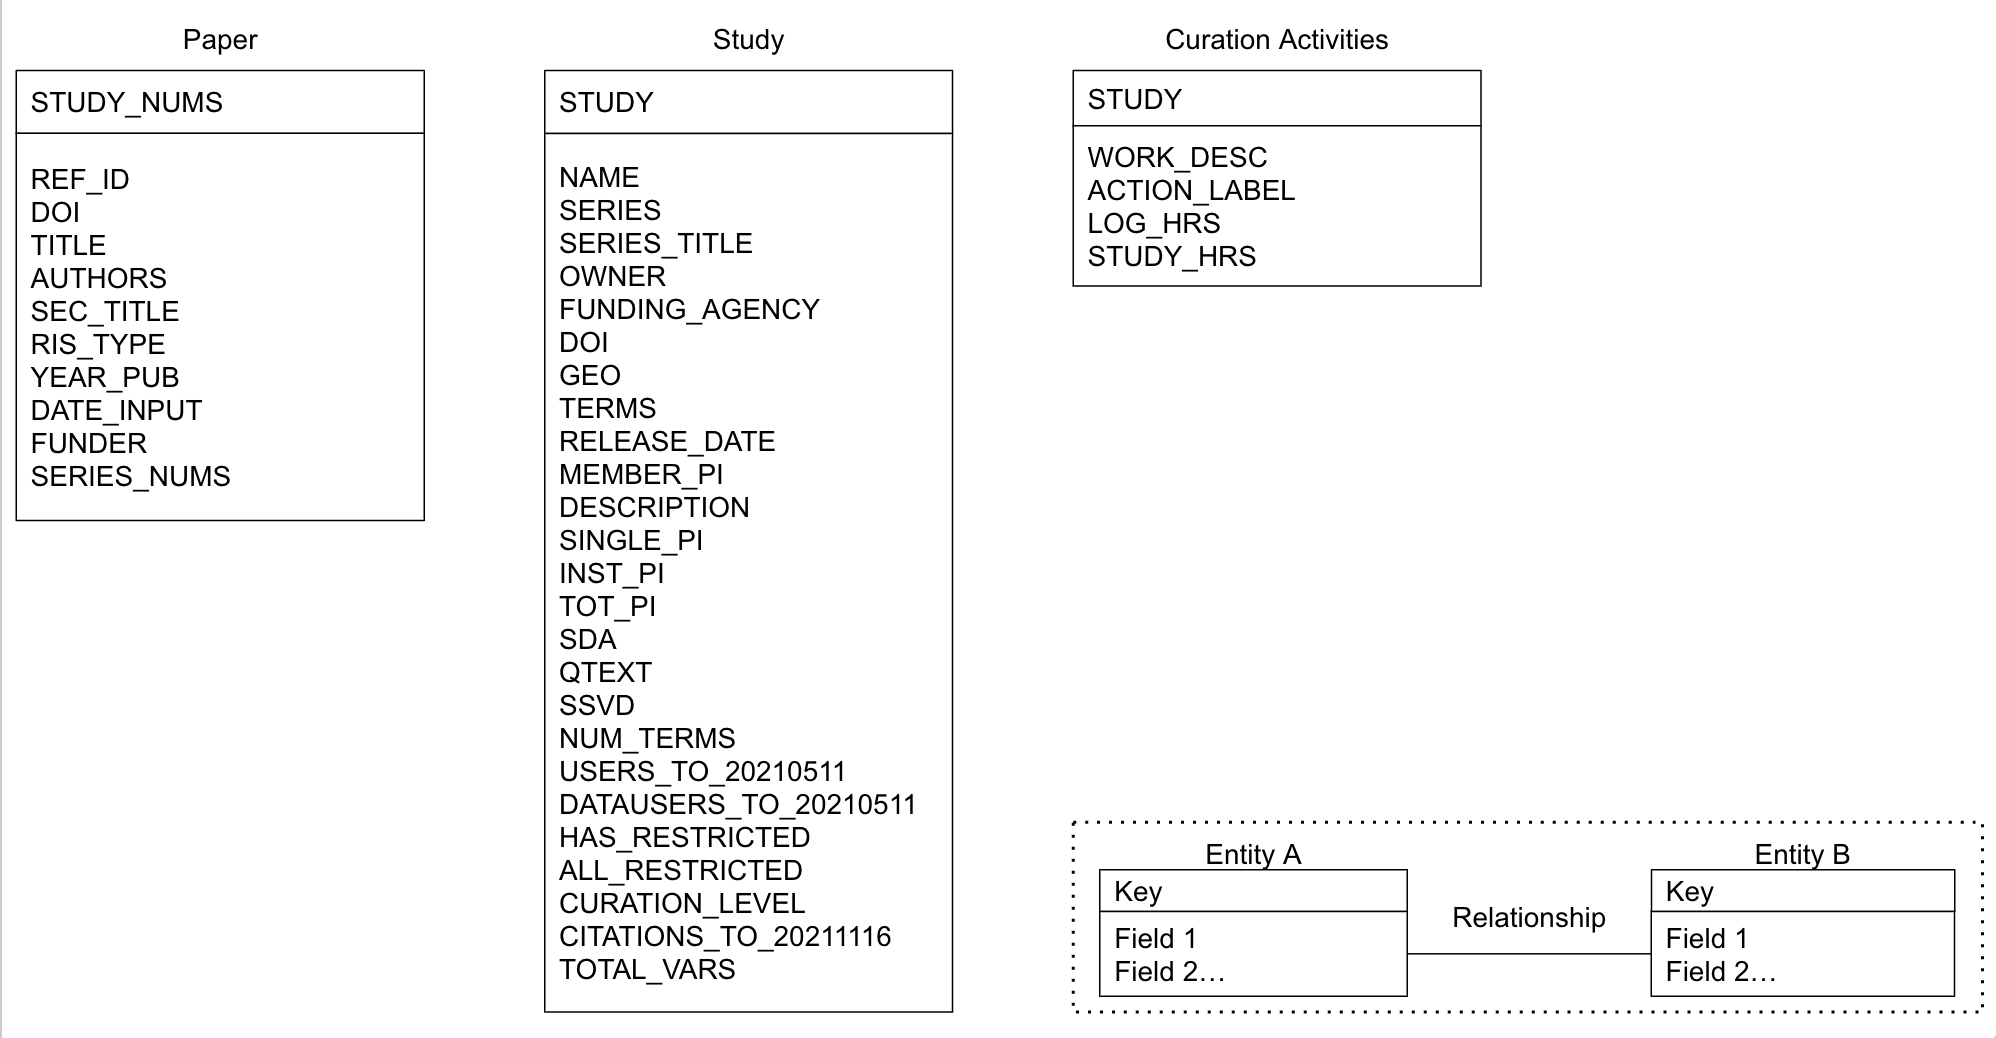 Paper
STUDY_NUMS
REF_ID
DOI
TITLE
AUTHORS
SEC_TITLE
RIS_TYPE
YEAR_PUB
DATE_INPUT
FUNDER
SERIES_NUMS
Study
STUDY
NAME
SERIES
SERIES_TITLE
OWNER
FUNDING_AGENCY
DOI
GEO
TERMS
RELEASE_DATE
MEMBER_PI
DESCRIPTION
SINGLE_PI
INST_PI
TOT_PI
SDA
QTEXT
SSVD
NUM_TERMS
USERS_TO_20210511
DATAUSERS_TO_20210511
HAS_RESTRICTED
ALL_RESTRICTED
CURATION_LEVEL
CITATIONS_TO_20211116
TOTAL_VARS
Curation Activities
STUDY
WORK_DESC
ACTION_LABEL
LOG_HRS
STUDY_HRS
Entity A
Key
Field 1
Field 2…
Relationship
Entity B
Key
Field 1
Field 2…